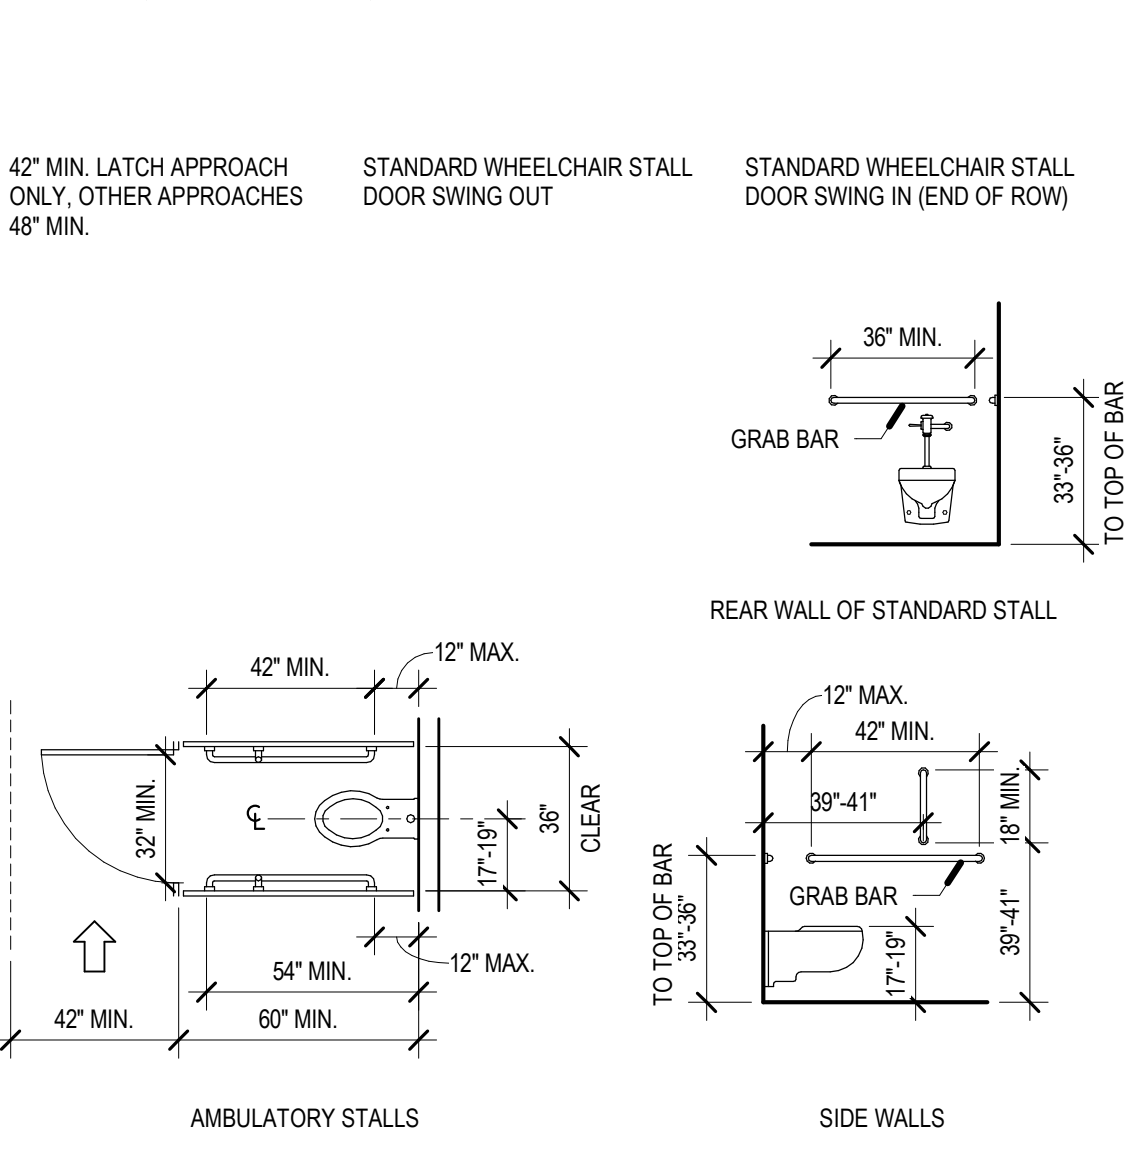 42" MIN. LATCH APPROACH
ONLY, OTHER APPROACHES
48" MIN.
STANDARD WHEELCHAIR STALL
DOOR SWING OUT
STANDARD WHEELCHAIR STALL
DOOR SWING IN (END OF ROW)
36" MIN.
GRAB BAR
33"-36"
TO TOP OF BAR
REAR WALL OF STANDARD STALL
42" MIN.
12" MAX.
32" MIN.
CL
17"-19"
36"
CLEAR
12" MAX.
54" MIN.
42" MIN.
60" MIN.
AMBULATORY STALLS
12" MAX.
42" MIN.
39"-41"
18" MIN.
TO TOP OF BAR
33"-36"
GRAB BAR
17"-19"
39"-41"
SIDE WALLS